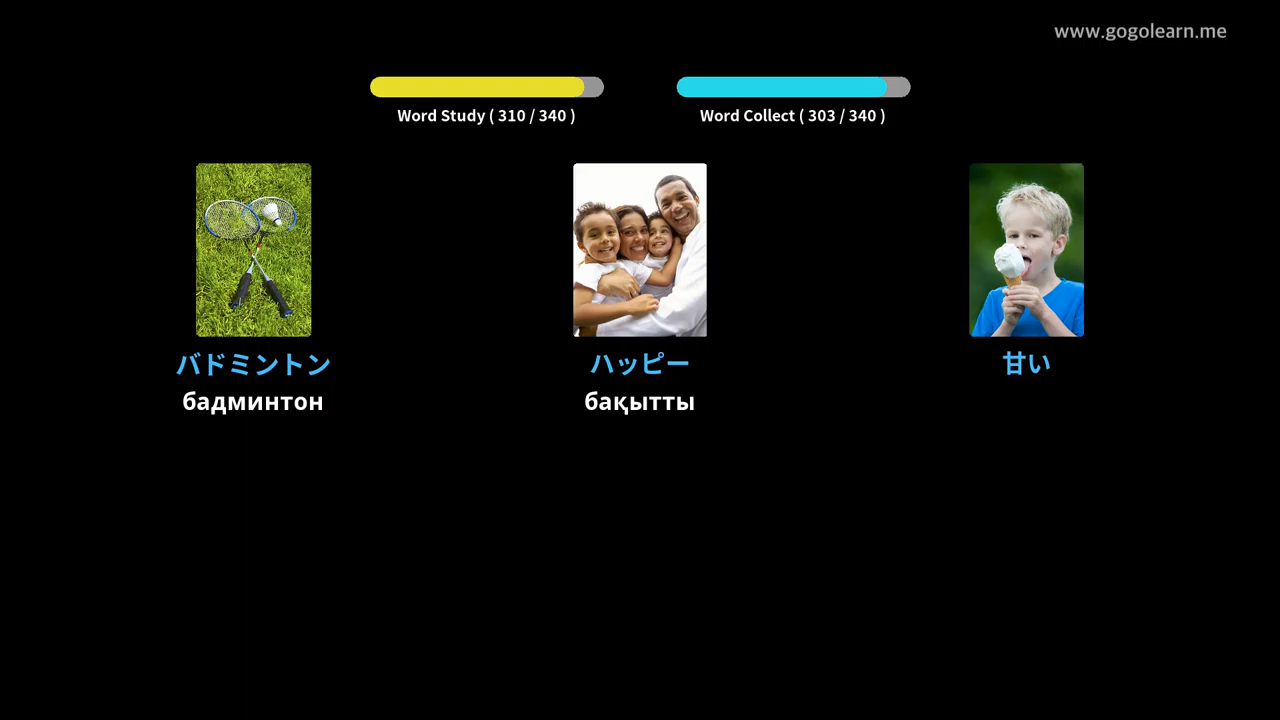 www.gogolearn.me
Word Study ( 310 / 340 )
Word Collect ( 303 / 340 )
バドミントン
ハッピー
甘い
бадминтон
бақытты